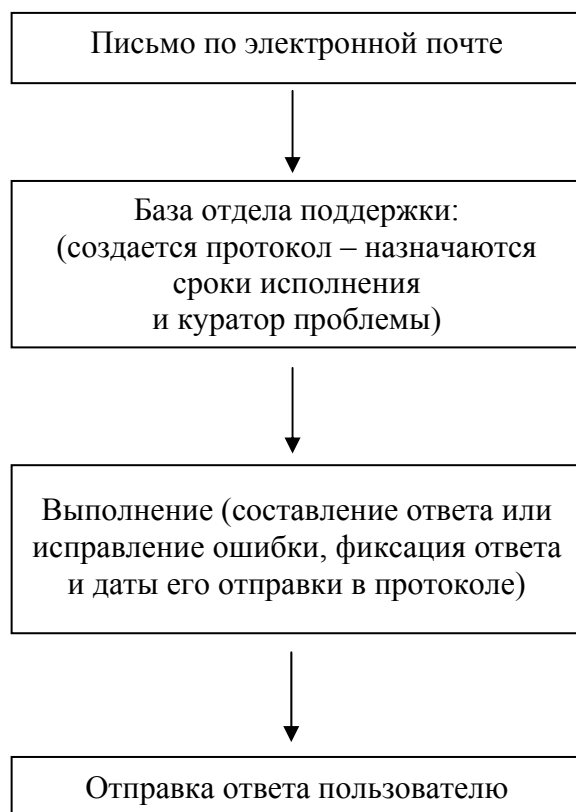 Письмо по электронной почте
База отдела поддержки:
(создается протокол – назначаются
сроки исполнения
и куратор проблемы)
Выполнение (составление ответа или
исправление ошибки, фиксация ответа
и даты его отправки в протоколе)
Отправка ответа пользователю